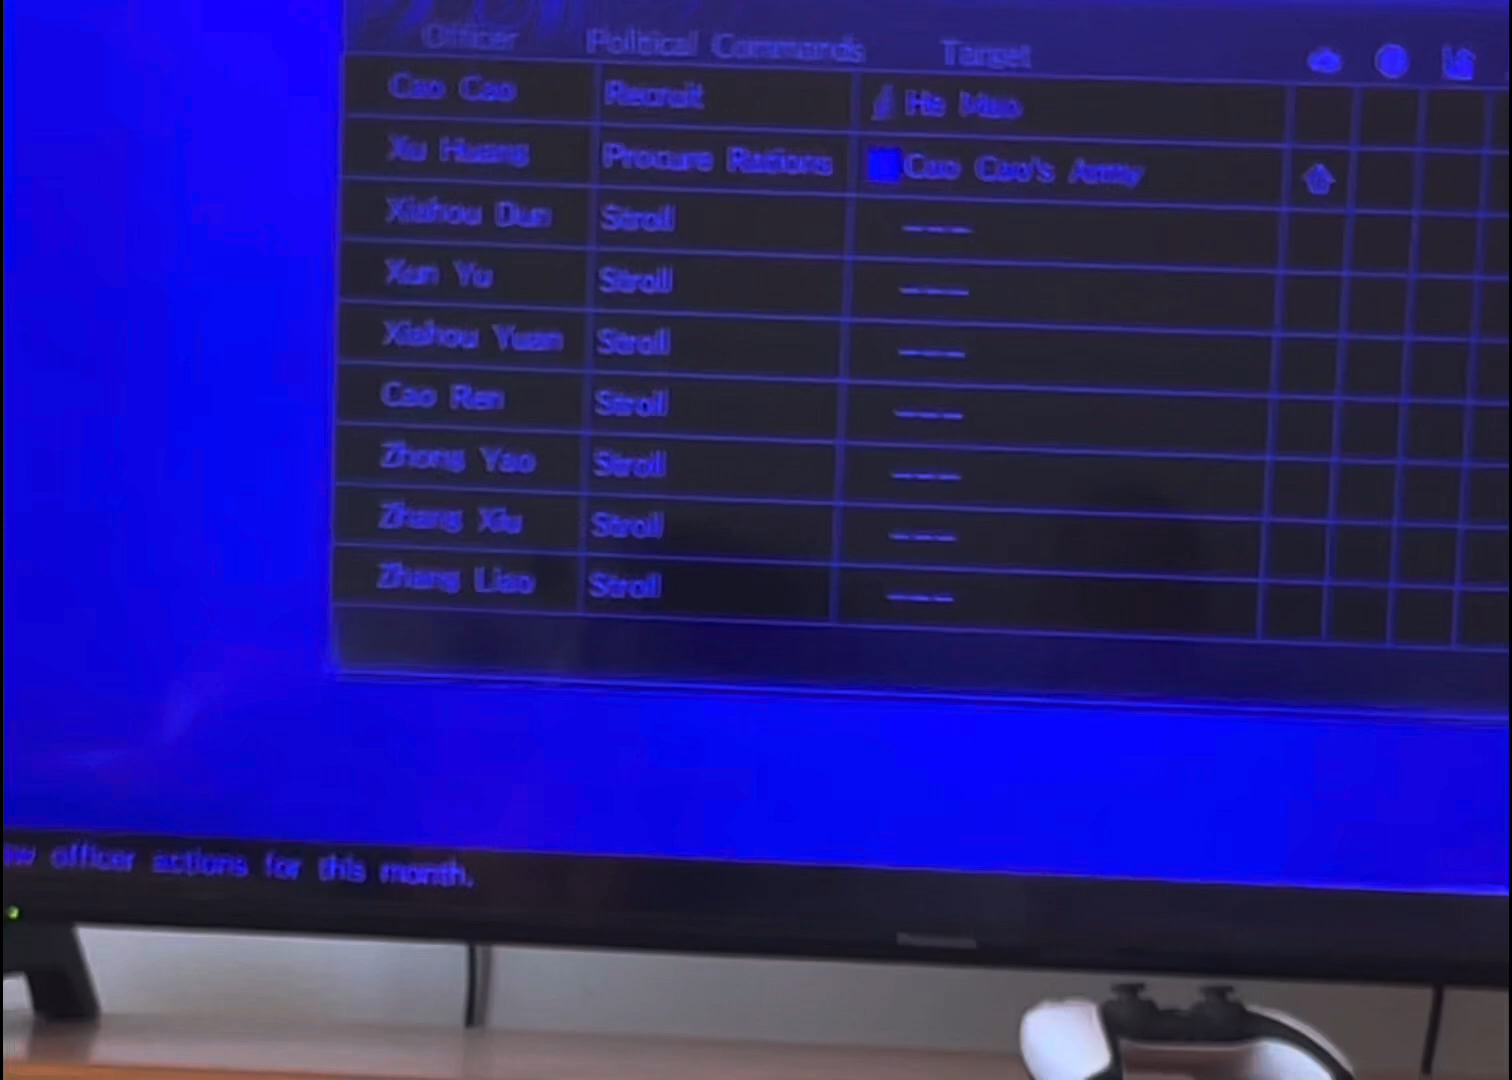 Officer Political Commands Target
Cao Cao Recruit He Man
Xu Huang Procure Rations Cao Cao's Army
Xiahou Dun Stroll ---
Xun Yu Stroll ---
Xiahou Yuan Stroll ---
Cao Ren Stroll ---
Zhong Yao Stroll ---
Zhang Xiu Stroll ---
Zhang Liao Stroll ---
officer actions for this month.